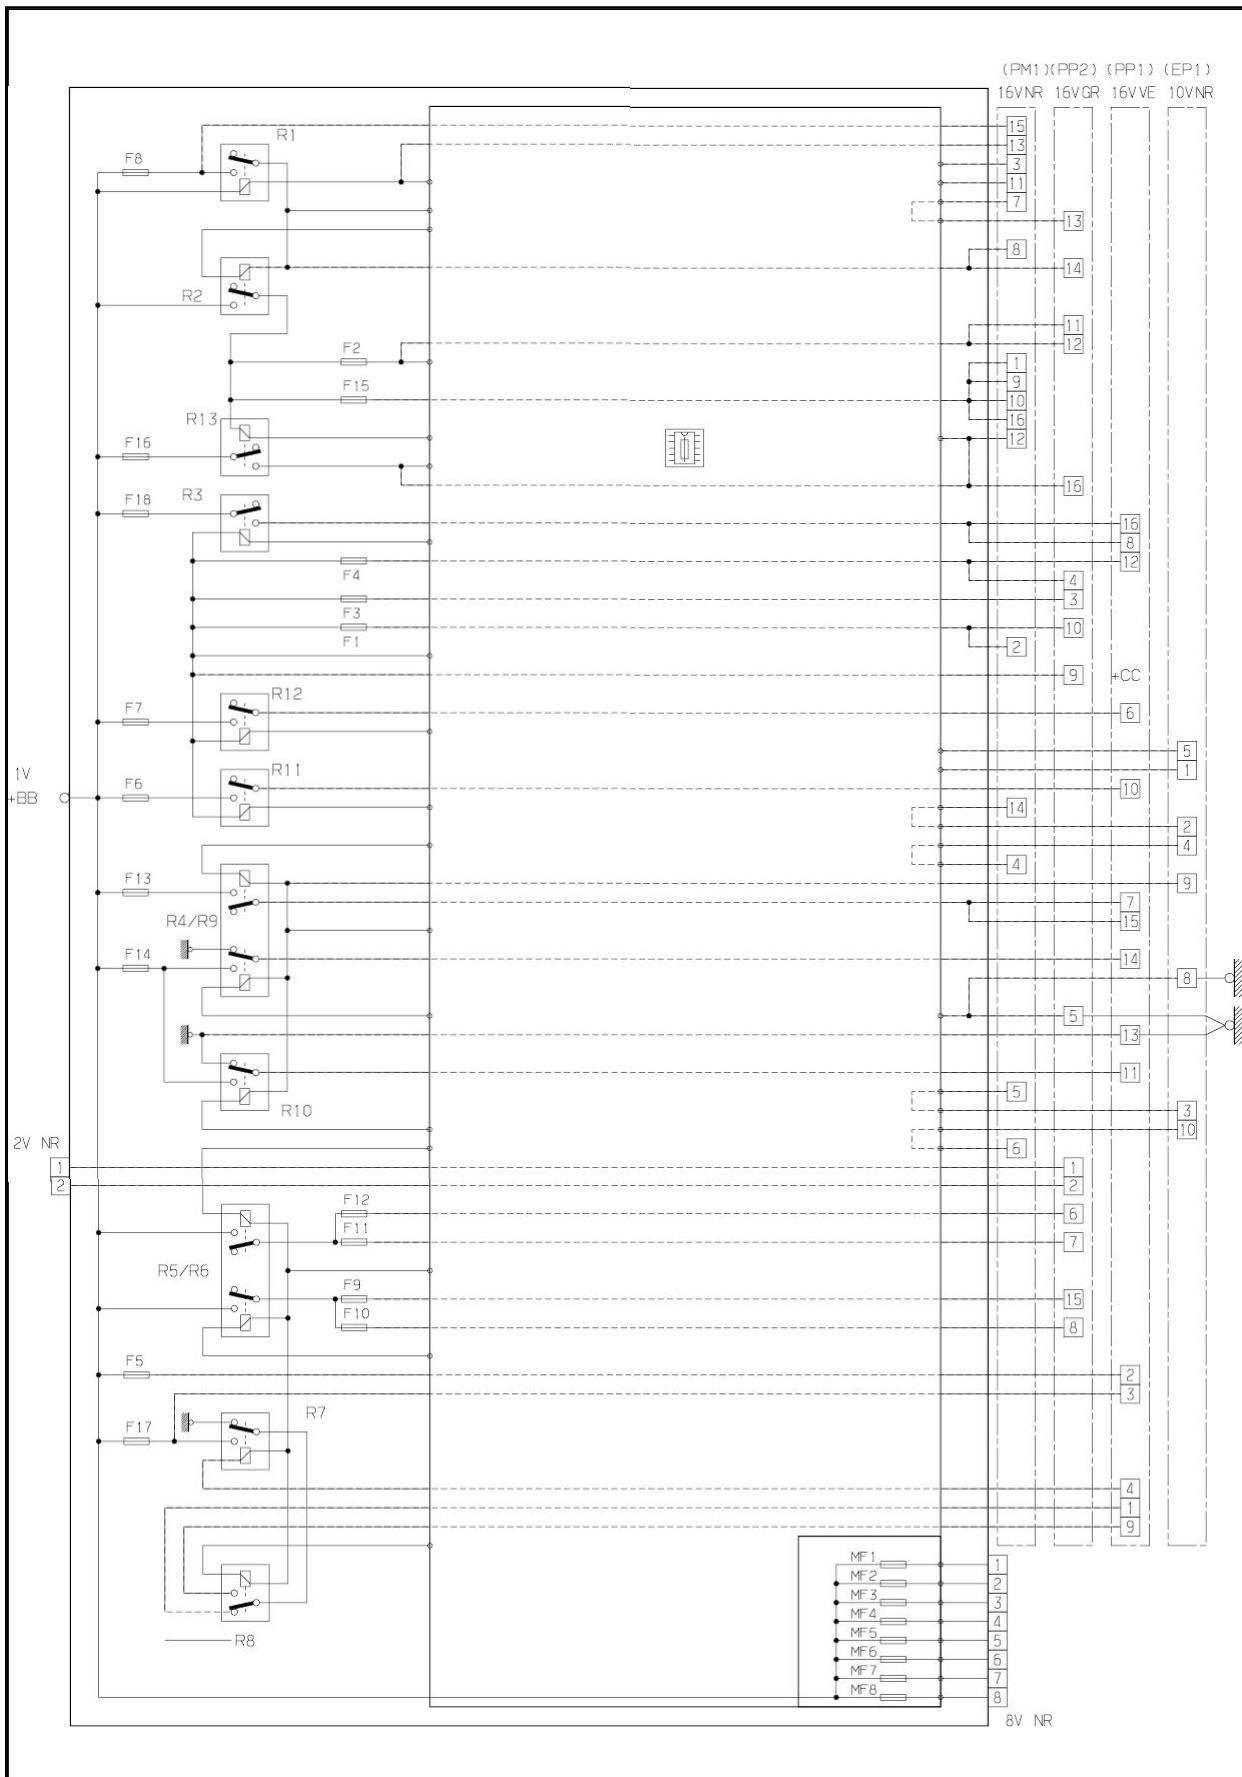 (PM1)(PP2) (PP1) (EP1)
16VNR 16VGR 16VVE 10VNR
15
R1
13
F8
3
11
7
13
8
14
R2
11
12
F2
1
9
F15
10
R13
16
F16
12
16
R3
F18
16
8
12
F4
4
3
F3
10
F1
2
9 +CC
R12
F7
6
5
1
R11
1V
F6
10
+BB
14
2
4
4
F13
9
7
R4/R9
15
F14
14
8
5
13
11
5
R10
3
10
2V NR
6
1
1
2
2
F12
6
F11
7
R5/R6
F9
15
F10
8
F5
2
3
R7
F17
4
1
9
MF1
1
MF2
2
MF3
3
MF4
4
MF5
5
R8
MF6
6
MF7
7
MF8
8
8V NR